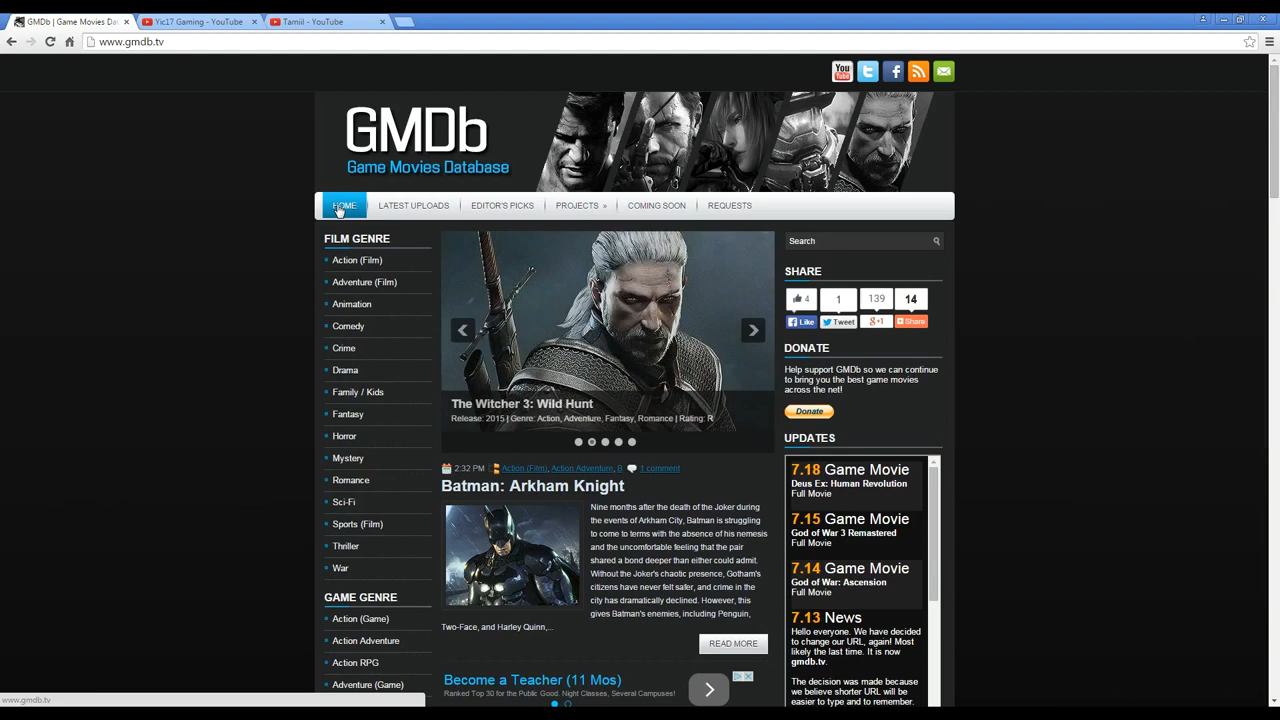 GMDb | Game Movies Dat
Yic17 Gaming - YouTube
Tamiil - YouTube
www.gmdb.tv
You Tube
GMDb
Game Movies Database
HOME
LATEST UPLOADS
EDITOR'S PICKS
PROJECTS »
COMING SOON
REQUESTS
FILM GENRE
Action (Film)
Adventure (Film)
Animation
Comedy
Crime
Drama
Family / Kids
Fantasy
Horror
Mystery
Romance
Sci-Fi
Sports (Film)
Thriller
War
GAME GENRE
Action (Game)
Action Adventure
Action RPG
Adventure (Game)
The Witcher 3: Wild Hunt
Release: 2015 | Genre: Action, Adventure, Fantasy, Romance | Rating: R
2:32 PM Action (Film), Action Adventure, B 1 comment
Batman: Arkham Knight
Nine months after the death of the Joker during
the events of Arkham City, Batman is struggling
to come to terms with the absence of his nemesis
and the uncomfortable feeling that the pair
shared a bond deeper than either could admit.
Without the Joker's chaotic presence, Gotham's
citizens have never felt safer, and crime in the
city has dramatically declined. However, this
gives Batman's enemies, including Penguin,
Two-Face, and Harley Quinn,...
READ MORE
Become a Teacher (11 Mos)
Ranked Top 30 for the Public Good. Night Classes, Several Campuses!
Search
SHARE
4 1 139 14
Like Tweet +1 Share
DONATE
Help support GMDb so we can continue
to bring you the best game movies
across the net!
Donate
UPDATES
7.18 Game Movie
Deus Ex: Human Revolution
Full Movie
7.15 Game Movie
God of War 3 Remastered
Full Movie
7.14 Game Movie
God of War: Ascension
Full Movie
7.13 News
Hello everyone. We have decided
to change our URL, again! Most
likely the last time. It is now
gmdb.tv.
The decision was made because
we believe shorter URL will be
easier to type and to remember.
www.gmdb.tv